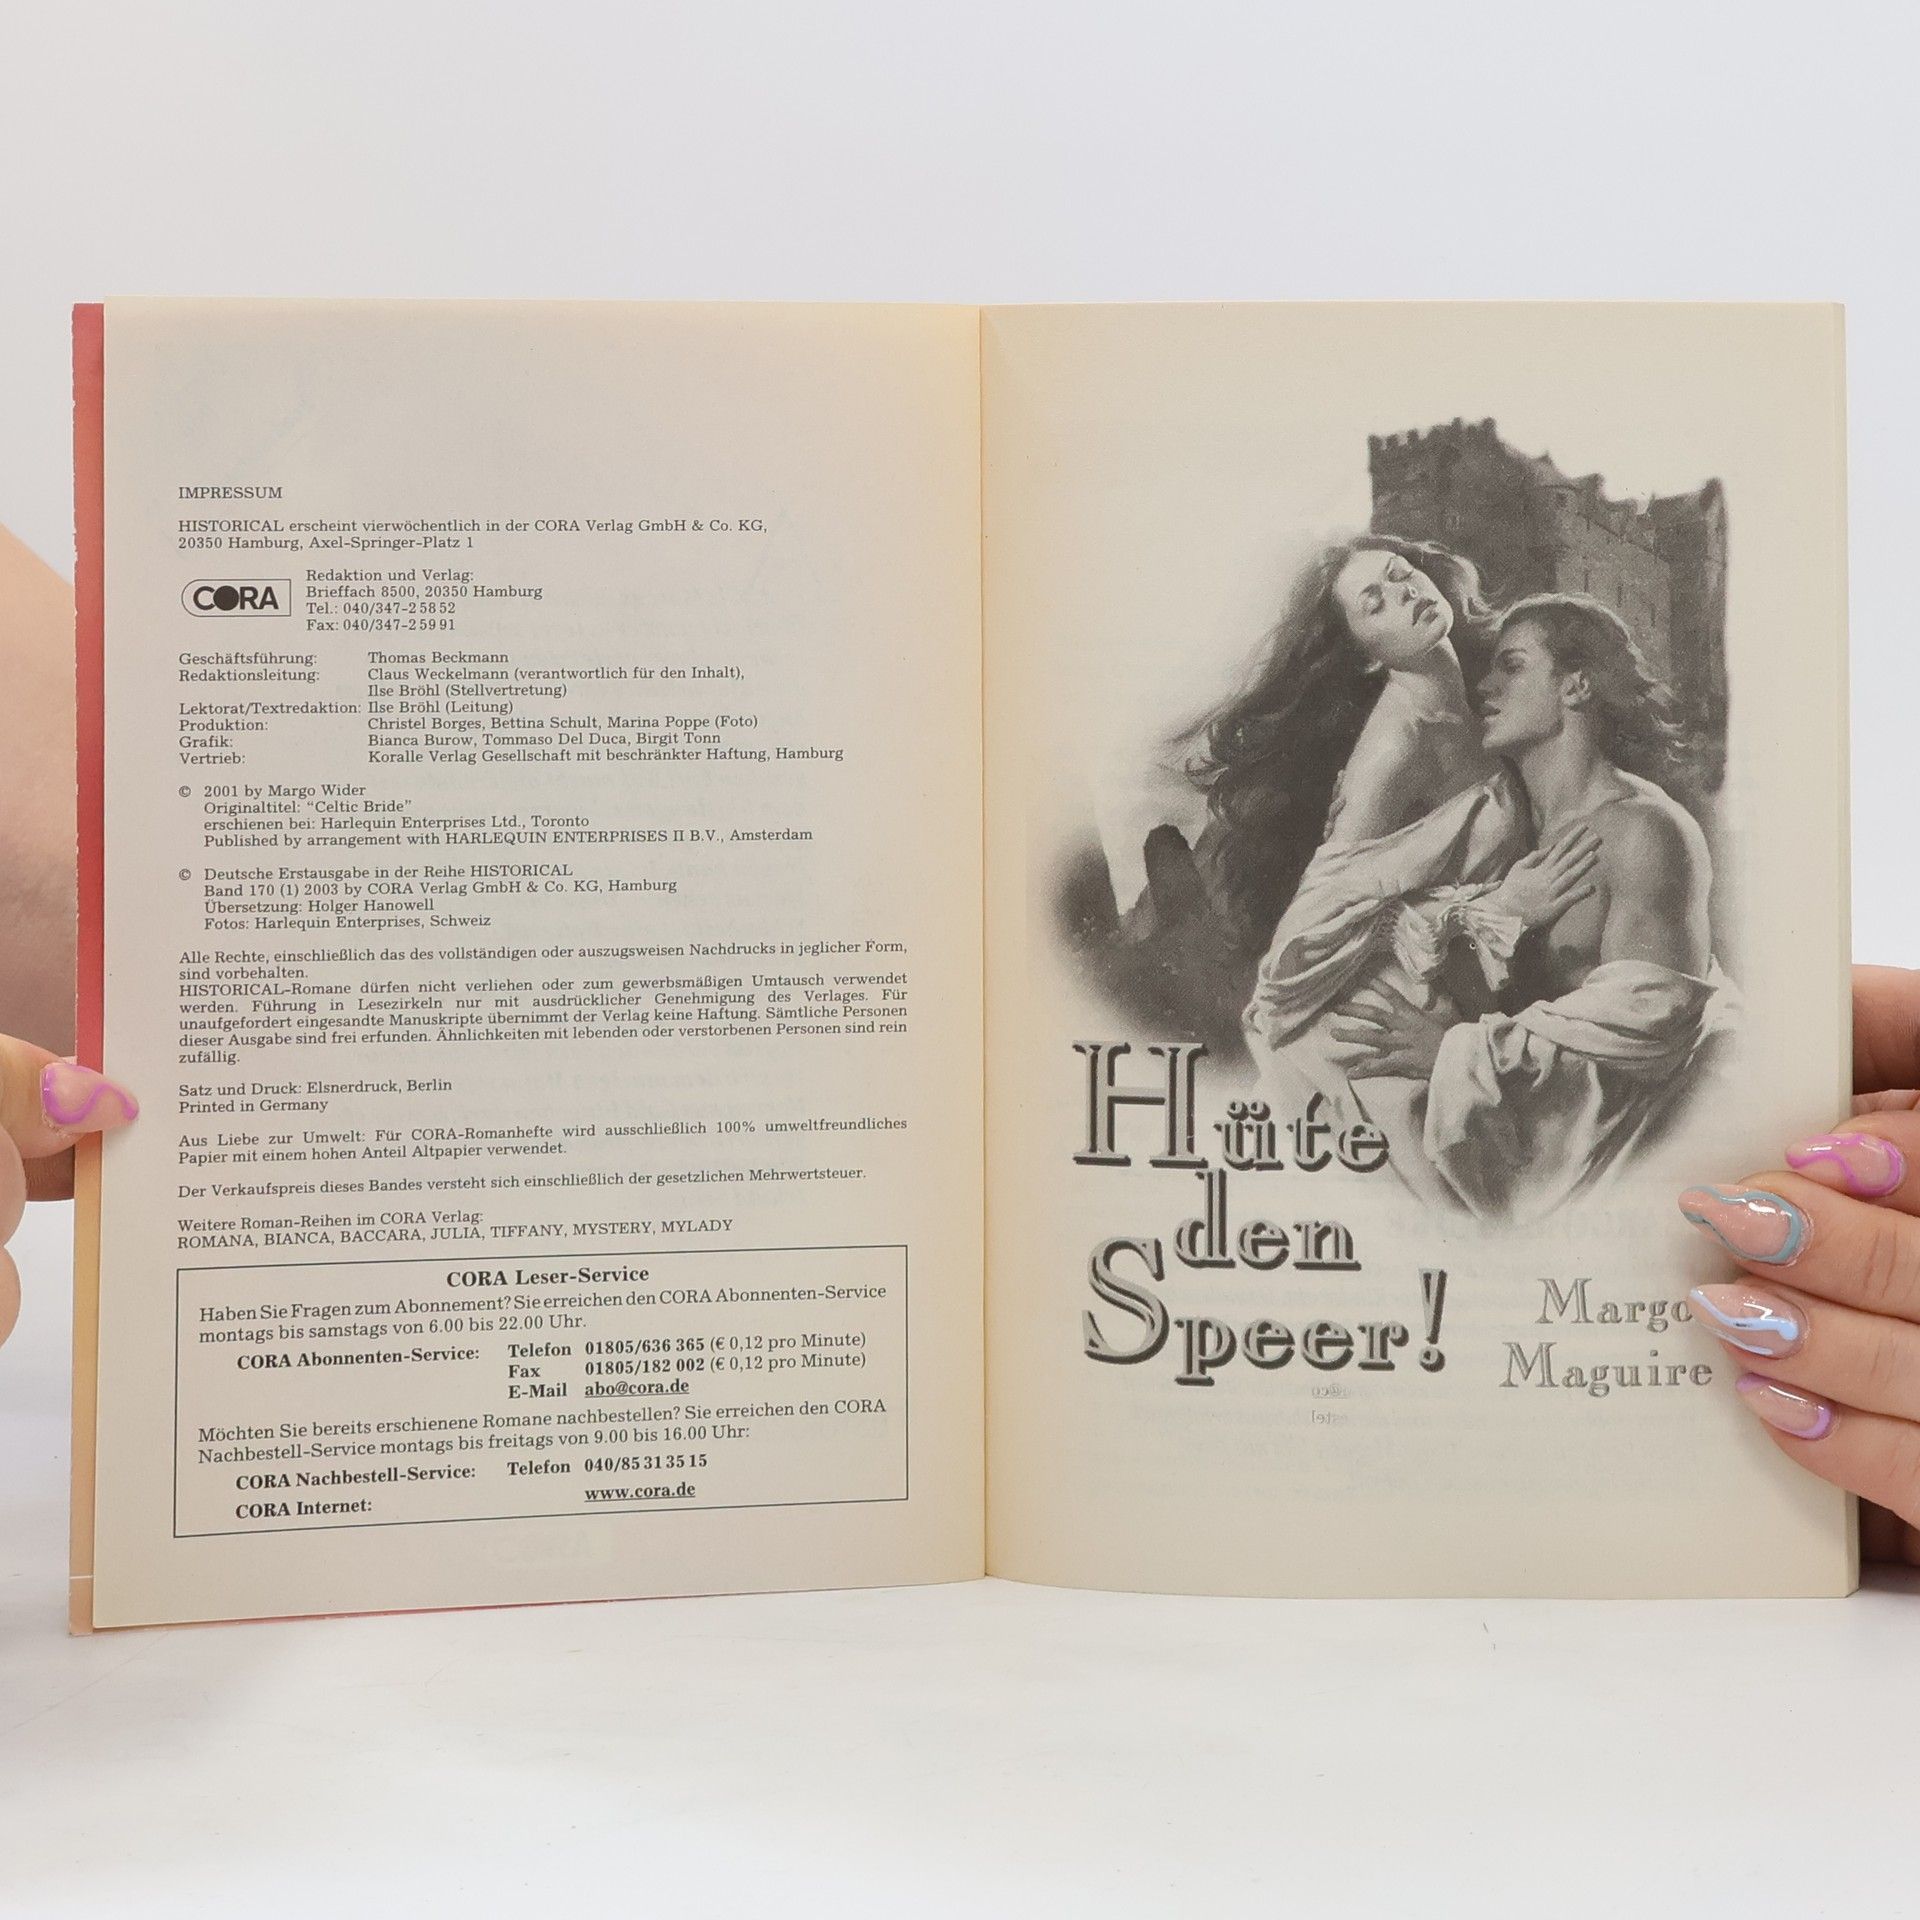 IMPRESSUM
HISTORICAL erscheint vierwöchentlich in der CORA Verlag GmbH & Co. KG,
20350 Hamburg, Axel-Springer-Platz 1
CORA
Redaktion und Verlag:
Brieffach 8500, 20350 Hamburg
Tel.: 040/347-2 58 52
Fax: 040/347-2 59 91
Geschäftsführung: Thomas Beckmann
Redaktionsleitung: Claus Weckelmann (verantwortlich für den Inhalt),
Ilse Bröhl (Stellvertretung)
Lektorat/Textredaktion: Ilse Bröhl (Leitung)
Produktion: Christel Borges, Bettina Schult, Marina Poppe (Foto)
Grafik: Bianca Burow, Tommaso Del Duca, Birgit Tonn
Vertrieb: Koralle Verlag Gesellschaft mit beschränkter Haftung, Hamburg
© 2001 by Margo Wider
Originaltitel: “Celtic Bride”
erschienen bei: Harlequin Enterprises Ltd., Toronto
Published by arrangement with HARLEQUIN ENTERPRISES II B.V., Amsterdam
© Deutsche Erstausgabe in der Reihe HISTORICAL
Band 170 (1) 2003 by CORA Verlag GmbH & Co. KG, Hamburg
Übersetzung: Holger Hanowell
Fotos: Harlequin Enterprises, Schweiz
Alle Rechte, einschließlich das des vollständigen oder auszugsweisen Nachdrucks in jeglicher Form,
sind vorbehalten.
HISTORICAL-Romane dürfen nicht verliehen oder zum gewerbsmäßigen Umtausch verwendet
werden. Führung in Lesezirkeln nur mit ausdrücklicher Genehmigung des Verlages. Für
unaufgefordert eingesandte Manuskripte übernimmt der Verlag keine Haftung. Sämtliche Personen
dieser Ausgabe sind frei erfunden. Ähnlichkeiten mit lebenden oder verstorbenen Personen sind rein
zufällig.
Satz und Druck: Elsnerdruck, Berlin
Printed in Germany
Aus Liebe zur Umwelt: Für CORA-Romanhefte wird ausschließlich 100% umweltfreundliches
Papier mit einem hohen Anteil Altpapier verwendet.
Der Verkaufspreis dieses Bandes versteht sich einschließlich der gesetzlichen Mehrwertsteuer.
Weitere Roman-Reihen im CORA Verlag:
ROMANA, BIANCA, BACCARA, JULIA, TIFFANY, MYSTERY, MYLADY
CORA Leser-Service
Haben Sie Fragen zum Abonnement? Sie erreichen den CORA Abonnenten-Service
montags bis samstags von 6.00 bis 22.00 Uhr.
CORA Abonnenten-Service: Telefon 01805/636 365 (€ 0,12 pro Minute)
Fax 01805/182 002 (€ 0,12 pro Minute)
E-Mail abo@cora.de
Möchten Sie bereits erschienene Romane nachbestellen? Sie erreichen den CORA
Nachbestell-Service montags bis freitags von 9.00 bis 16.00 Uhr:
CORA Nachbestell-Service: Telefon 040/85 31 35 15
CORA Internet: www.cora.de
Hüte
den
Speer!
Margo
Maguire